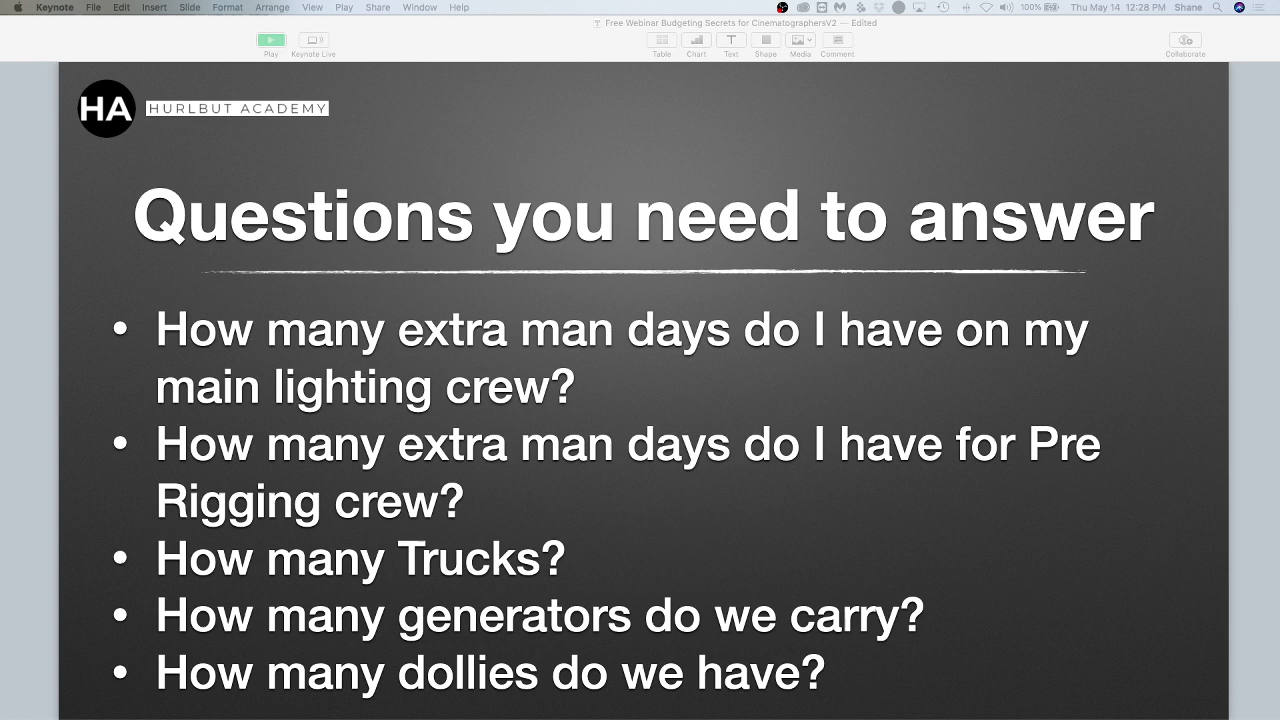 Keynote File Edit Insert Slide Format Arrange View Play Share Window Help 100% Thu May 14 12:28 PM Shane
Free Webinar Budgeting Secrets for CinematographersV2 — Edited
Play Keynote Live Table Chart Text Shape Media Comment Collaborate
HA HURLBUT ACADEMY
Questions you need to answer
• How many extra man days do I have on my
main lighting crew?
• How many extra man days do I have for Pre
Rigging crew?
• How many Trucks?
• How many generators do we carry?
• How many dollies do we have?